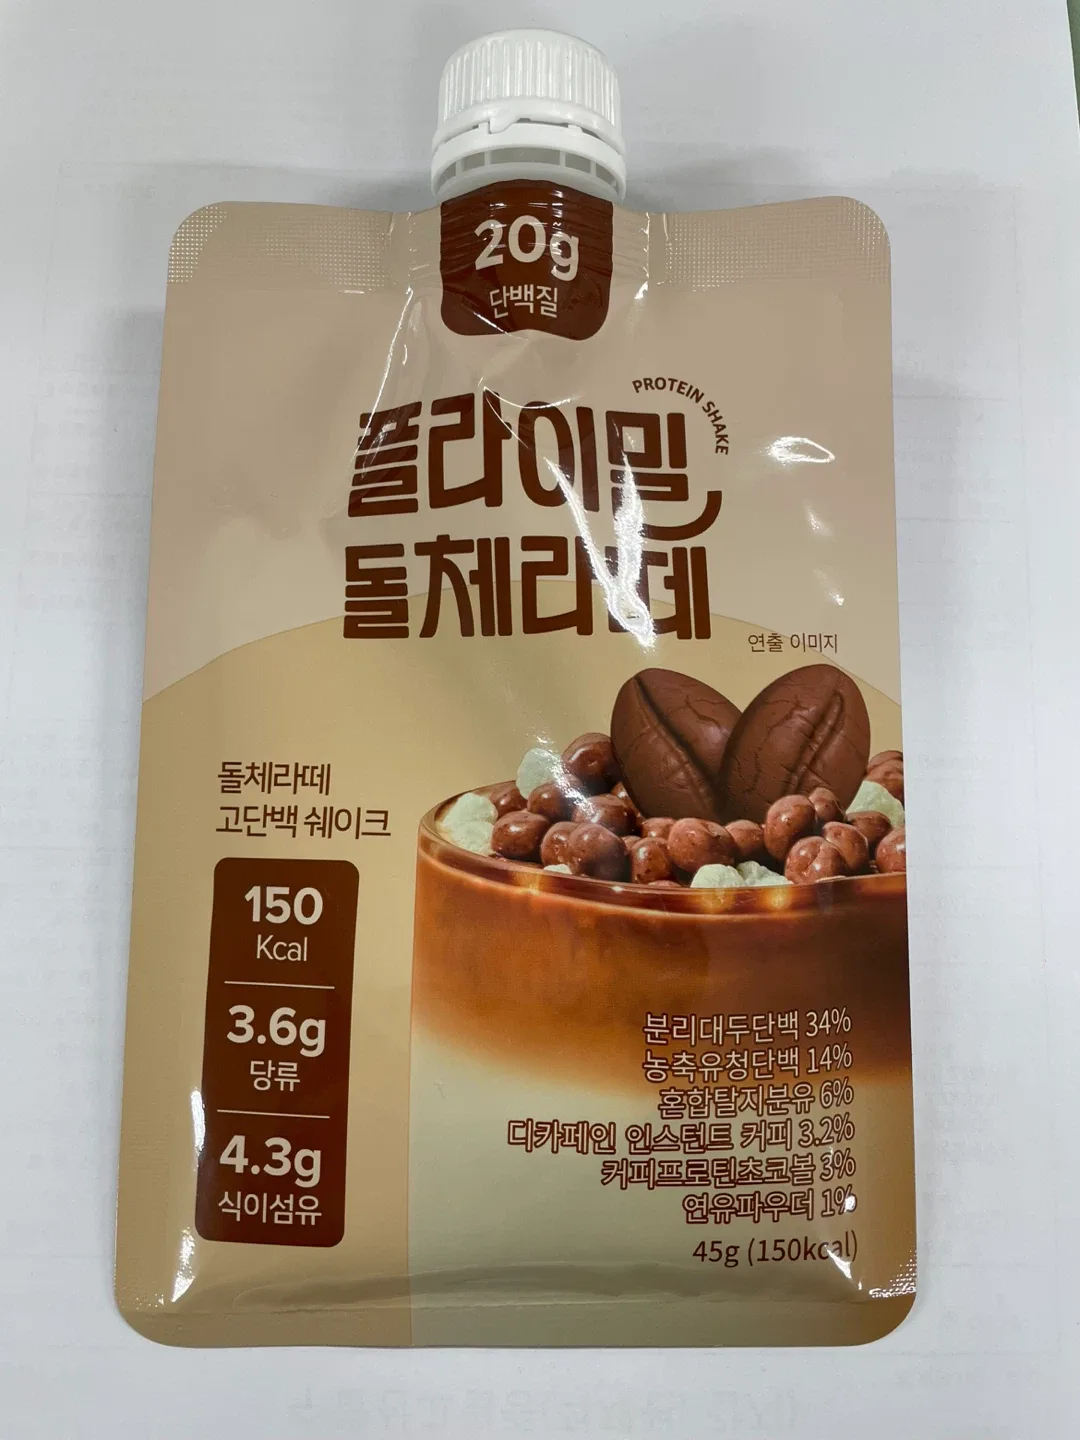 20g
단백질
PROTEIN SHAKE
플라이밀
돌체라떼
연출 이미지
돌체라떼
고단백 쉐이크
150
Kcal
3.6g
당류
4.3g
식이섬유
분리대두단백 34%
농축유청단백 14%
혼합탈지분유 6%
디카페인 인스턴트 커피 3.2%
커피프로틴초코볼 3%
연유파우더 1%
45g (150kcal)